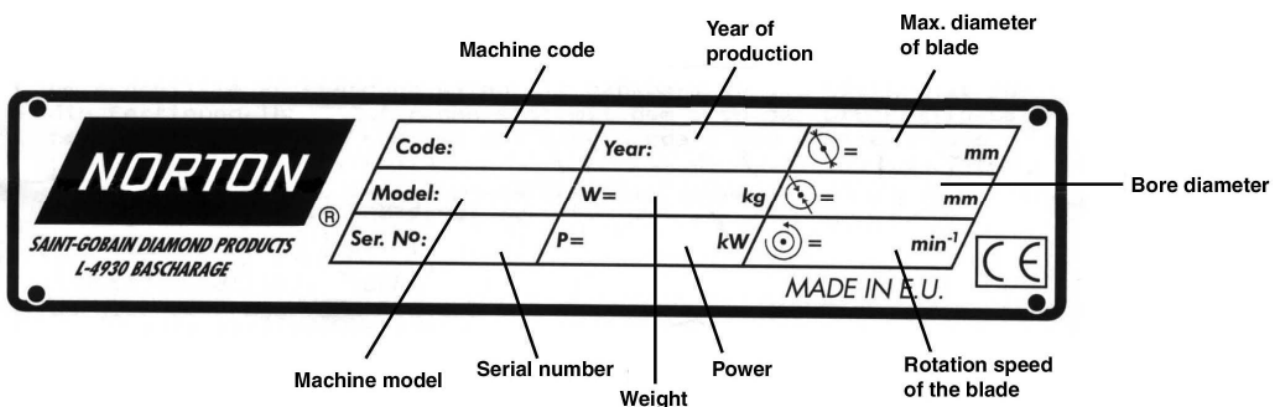 Max. diameter
of blade
Year of
production
Machine code
NORTON
®
SAINT-GOBAIN DIAMOND PRODUCTS
L-4930 BASCHARAGE
Code:
Year:
= mm
Model:
W= kg
= mm
Bore diameter
Ser. No:
P= kW
= min-1
CE
MADE IN E.U.
Machine model
Serial number
Weight
Power
Rotation speed
of the blade